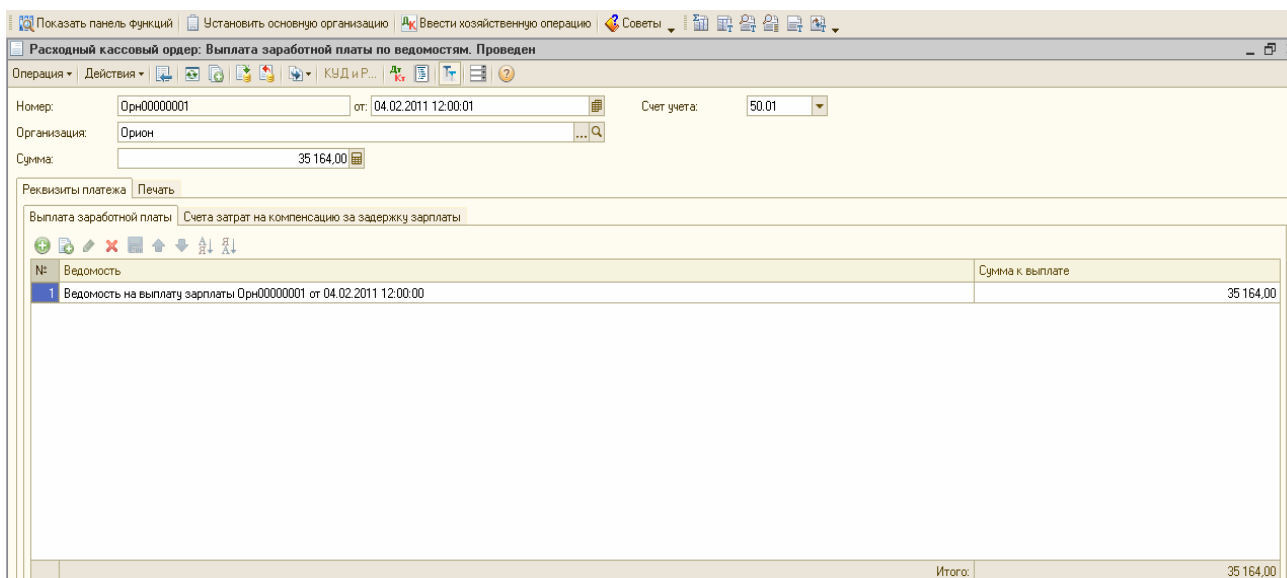 Показать панель функций Установить основную организацию Ввести хозяйственную операцию Советы
Расходный кассовый ордер: Выплата заработной платы по ведомостям. Проведен
Операция Действия КУДиР... Дт Кт
Номер: Орн00000001 от: 04.02.2011 12:00:01 Счет учета: 50.01
Организация: Орион ...
Сумма: 35 164,00
Реквизиты платежа Печать
Выплата заработной платы Счета затрат на компенсацию за задержку зарплаты
№ Ведомость Сумма к выплате
1 Ведомость на выплату зарплаты Орн00000001 от 04.02.2011 12:00:00 35 164,00
Итого: 35 164,00